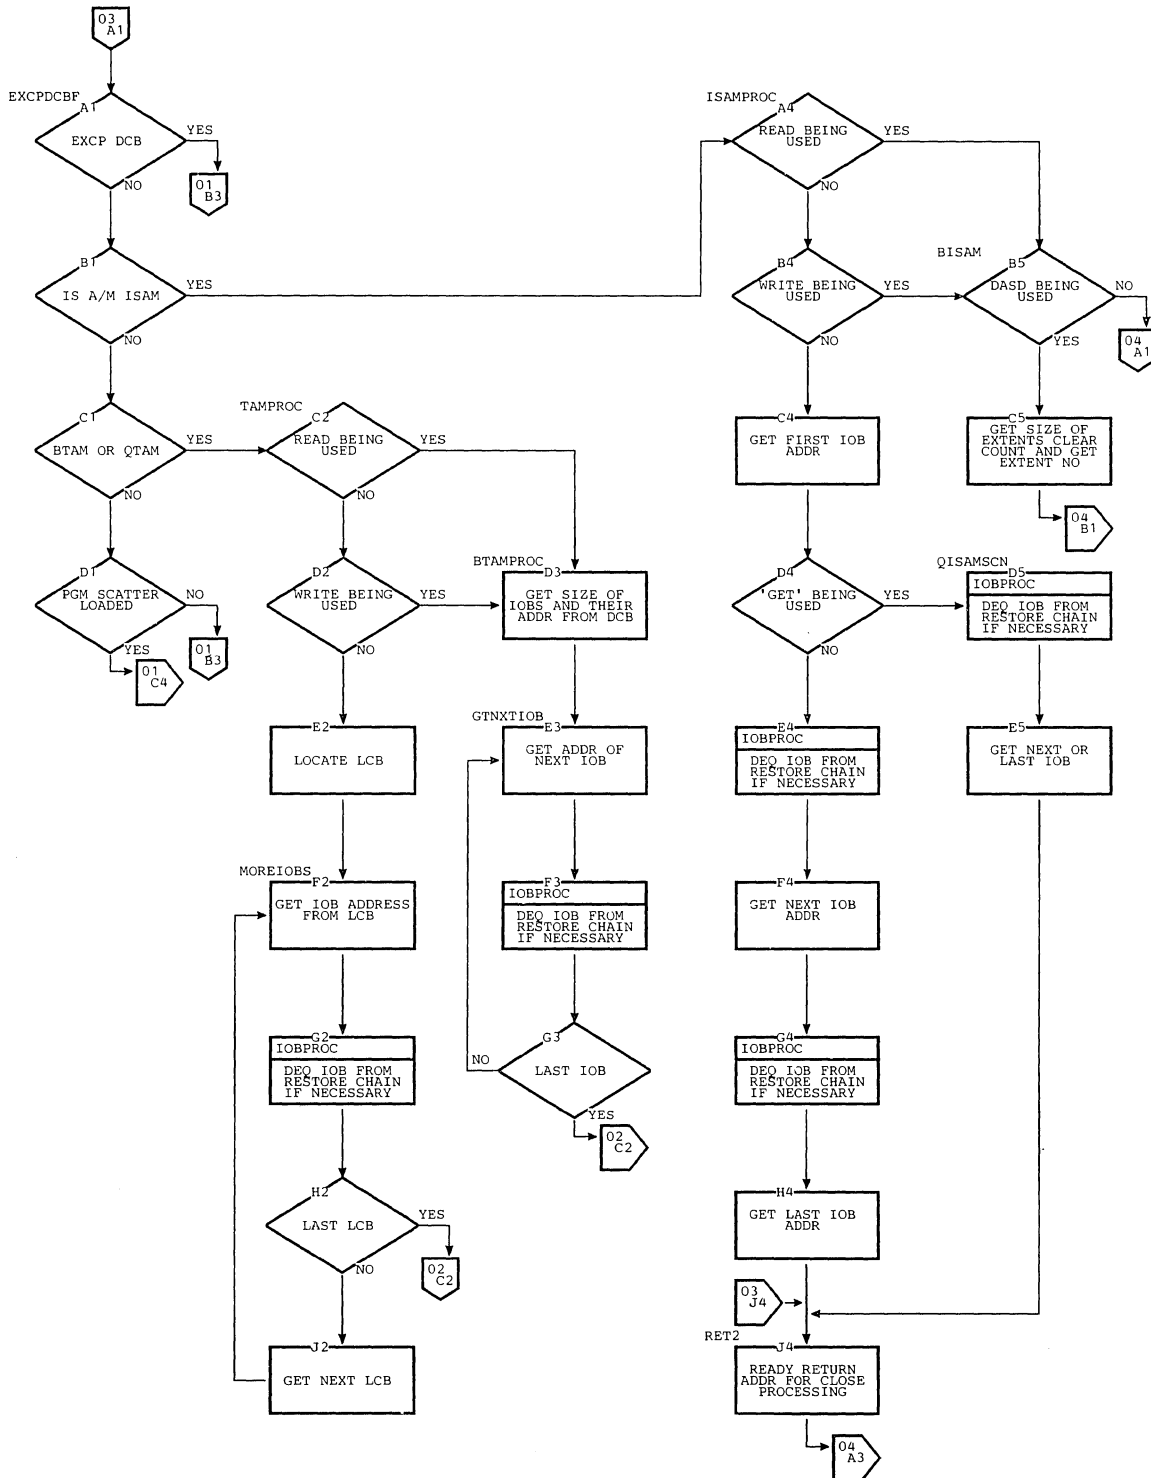 03
A1
EXCPDCBF
A1
EXCP DCB
YES
NO
01
B3
B1
IS A/M ISAM
YES
NO
C1
BTAM OR QTAM
YES
NO
D1
PGM SCATTER
LOADED
NO
YES
01
B3
01
C4
TAMPROC
C2
READ BEING
USED
YES
NO
D2
WRITE BEING
USED
YES
NO
E2
LOCATE LCB
MOREIOBS
F2
GET IOB ADDRESS
FROM LCB
G2
IOBPROC
DEQ IOB FROM
RESTORE CHAIN
IF NECESSARY
H2
LAST LCB
YES
NO
02
C2
J2
GET NEXT LCB
BTAMPROC
D3
GET SIZE OF
IOBS AND THEIR
ADDR FROM DCB
GTNXTIOB
E3
GET ADDR OF
NEXT IOB
F3
IOBPROC
DEQ IOB FROM
RESTORE CHAIN
IF NECESSARY
G3
NO
LAST IOB
YES
02
C2
ISAMPROC
A4
READ BEING
USED
YES
NO
B4
WRITE BEING
USED
YES
NO
C4
GET FIRST IOB
ADDR
D4
'GET' BEING
USED
YES
NO
E4
IOBPROC
DEQ IOB FROM
RESTORE CHAIN
IF NECESSARY
F4
GET NEXT IOB
ADDR
G4
IOBPROC
DEQ IOB FROM
RESTORE CHAIN
IF NECESSARY
H4
GET LAST IOB
ADDR
03
J4
RET2
J4
READY RETURN
ADDR FOR CLOSE
PROCESSING
04
A3
BISAM
B5
DASD BEING
USED
NO
YES
04
A1
C5
GET SIZE OF
EXTENTS CLEAR
COUNT AND GET
EXTENT NO
04
B1
QISAMSCN
D5
IOBPROC
DEQ IOB FROM
RESTORE CHAIN
IF NECESSARY
E5
GET NEXT OR
LAST IOB